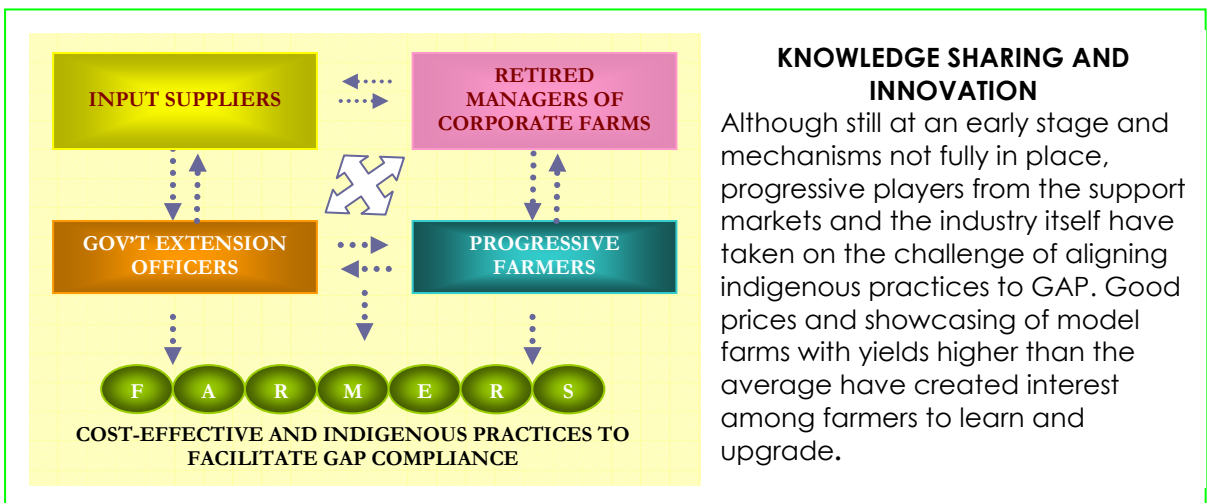 INPUT SUPPLIERS
RETIRED
MANAGERS OF
CORPORATE FARMS
GOV'T EXTENSION
OFFICERS
PROGRESSIVE
FARMERS
F A R M E R S
COST-EFFECTIVE AND INDIGENOUS PRACTICES TO
FACILITATE GAP COMPLIANCE
KNOWLEDGE SHARING AND
INNOVATION
Although still at an early stage and
mechanisms not fully in place,
progressive players from the support
markets and the industry itself have
taken on the challenge of aligning
indigenous practices to GAP. Good
prices and showcasing of model
farms with yields higher than the
average have created interest
among farmers to learn and
upgrade.